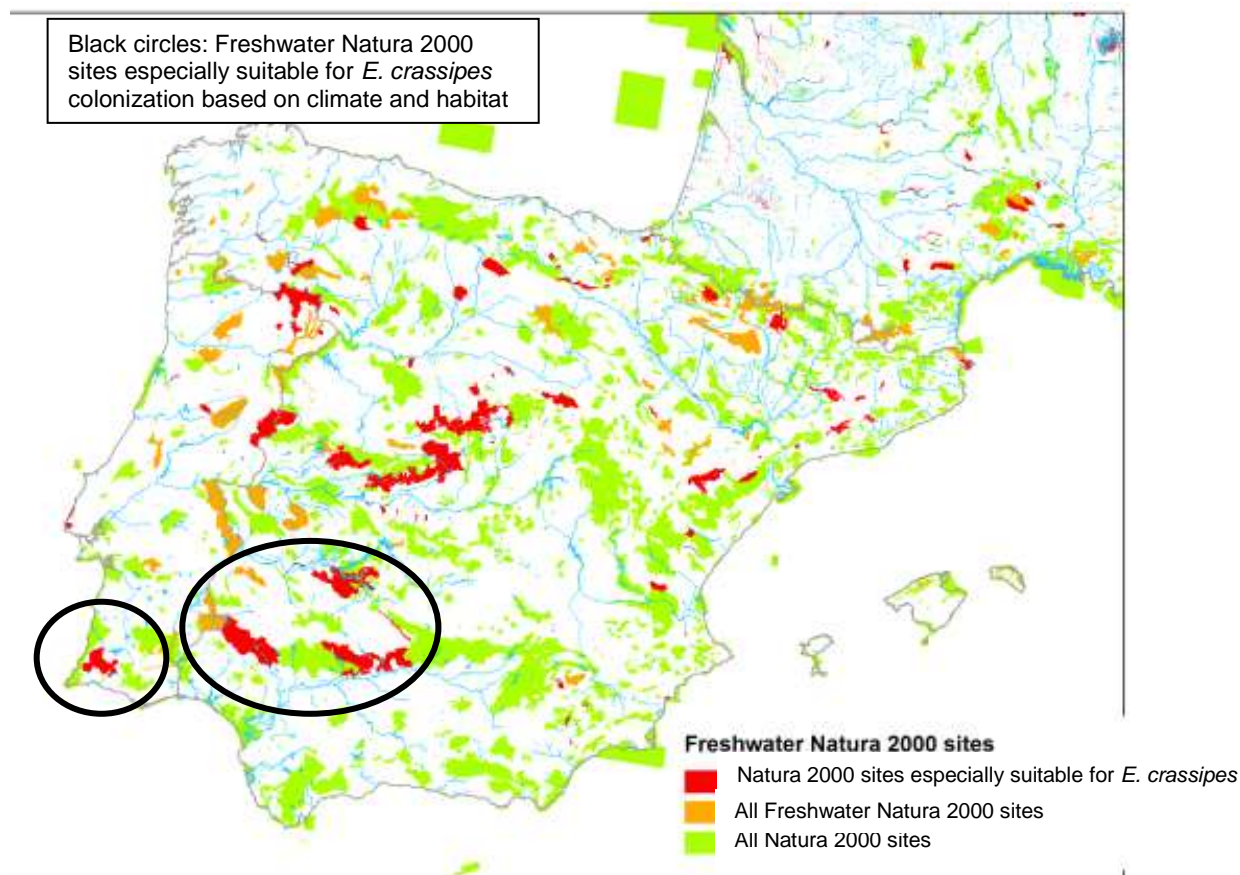 Black circles: Freshwater Natura 2000
sites especially suitable for E. crassipes
colonization based on climate and habitat
Freshwater Natura 2000 sites
Natura 2000 sites especially suitable for E. crassipes
All Freshwater Natura 2000 sites
All Natura 2000 sites